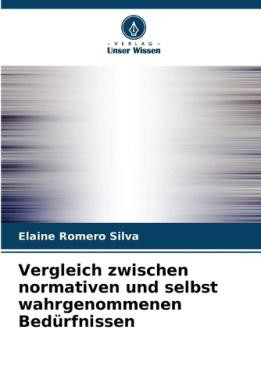 - VERLAG -
Unser Wissen
Elaine Romero Silva
Vergleich zwischen
normativen und selbst
wahrgenommenen
Bedürfnissen